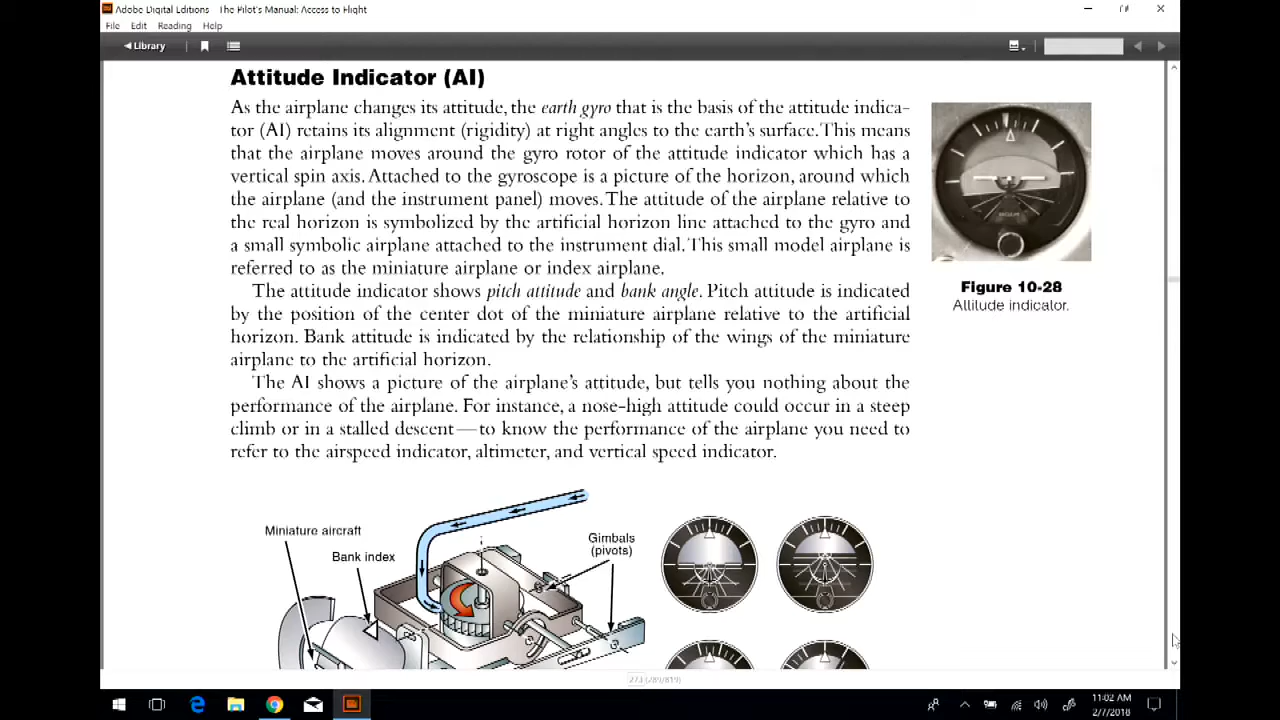 Adobe Digital Editions - The Pilot's Manual: Access to Flight
File Edit Reading Help
Library
Attitude Indicator (AI)
As the airplane changes its attitude, the earth gyro that is the basis of the attitude indica-
tor (AI) retains its alignment (rigidity) at right angles to the earth's surface. This means
that the airplane moves around the gyro rotor of the attitude indicator which has a
vertical spin axis. Attached to the gyroscope is a picture of the horizon, around which
the airplane (and the instrument panel) moves. The attitude of the airplane relative to
the real horizon is symbolized by the artificial horizon line attached to the gyro and
a small symbolic airplane attached to the instrument dial. This small model airplane is
referred to as the miniature airplane or index airplane.
The attitude indicator shows pitch attitude and bank angle. Pitch attitude is indicated
by the position of the center dot of the miniature airplane relative to the artificial
horizon. Bank attitude is indicated by the relationship of the wings of the miniature
airplane to the artificial horizon.
The AI shows a picture of the airplane's attitude, but tells you nothing about the
performance of the airplane. For instance, a nose-high attitude could occur in a steep
climb or in a stalled descent—to know the performance of the airplane you need to
refer to the airspeed indicator, altimeter, and vertical speed indicator.
Figure 10-28
Attitude indicator.
Miniature aircraft
Bank index
Gimbals
(pivots)
273 (289/819)
11:02 AM
2/7/2018